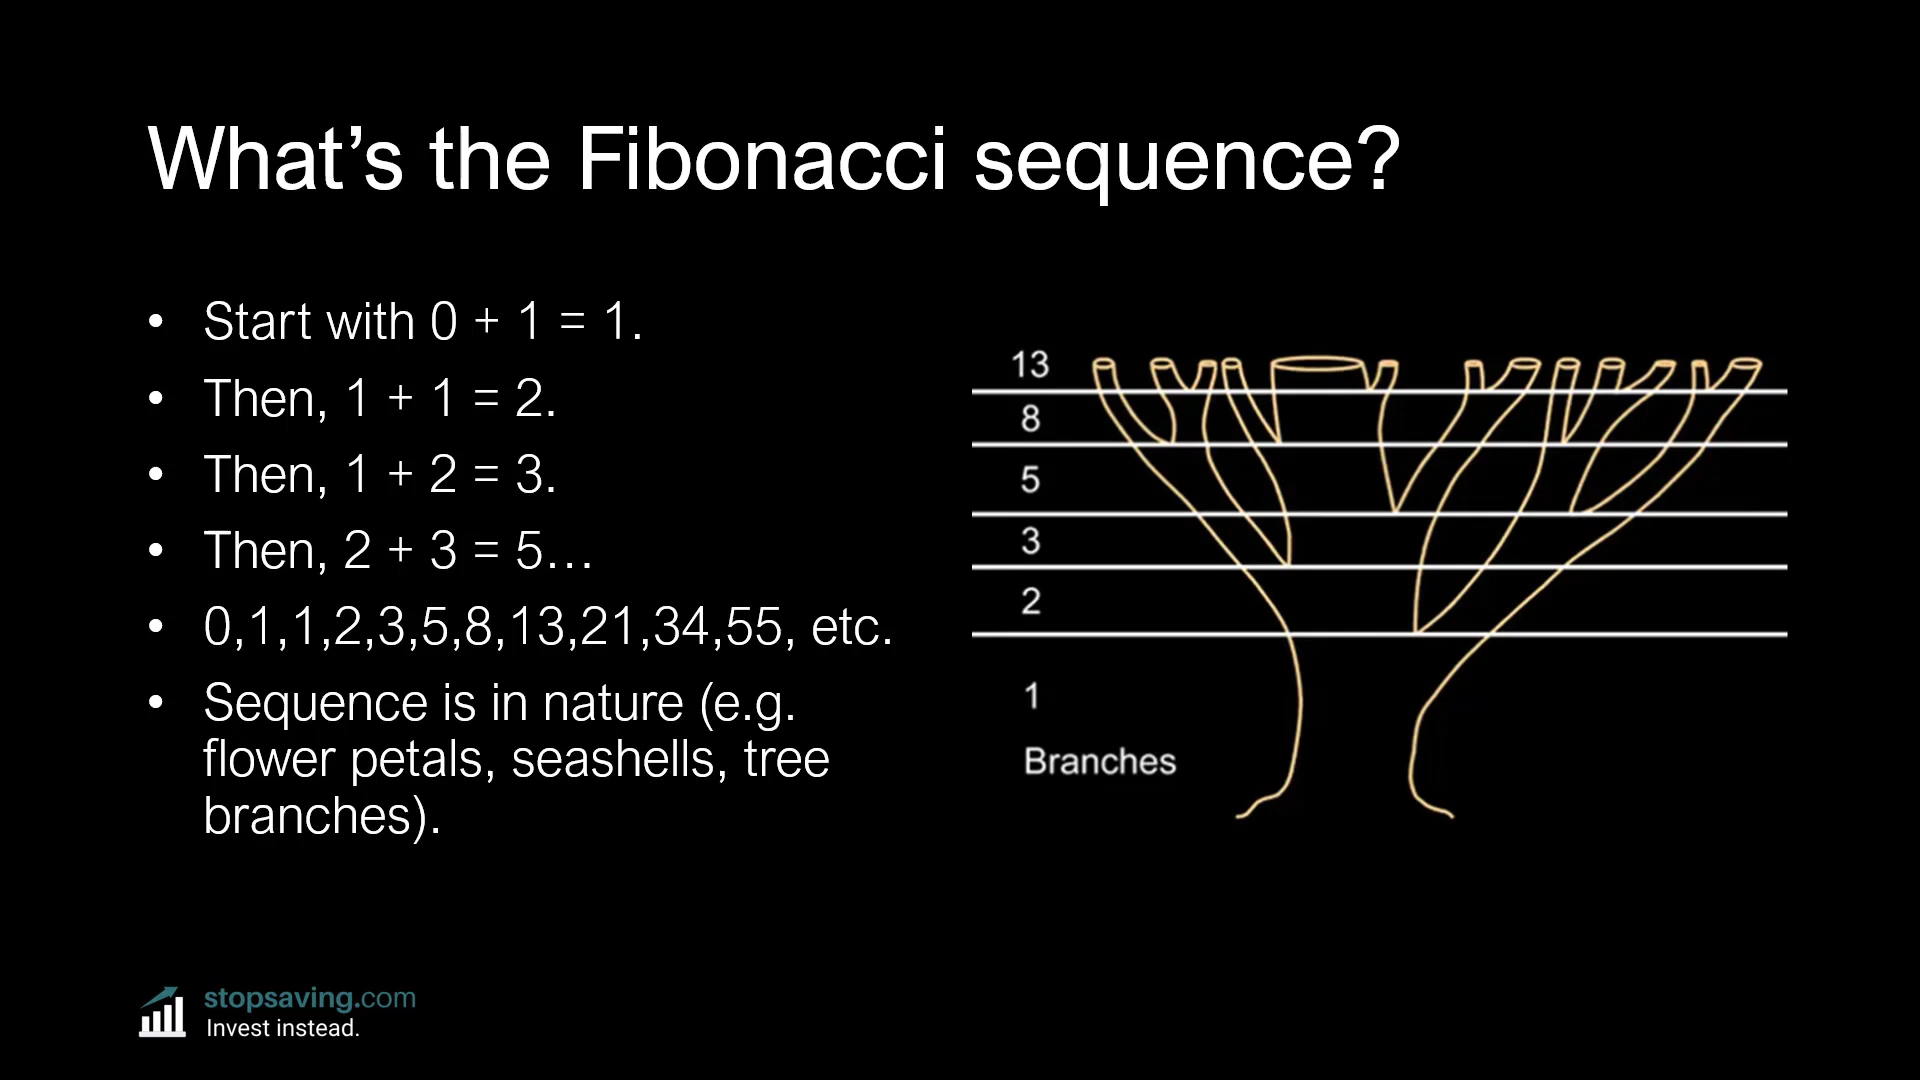 What’s the Fibonacci sequence?
• Start with 0 + 1 = 1.
• Then, 1 + 1 = 2.
• Then, 1 + 2 = 3.
• Then, 2 + 3 = 5…
• 0,1,1,2,3,5,8,13,21,34,55, etc.
• Sequence is in nature (e.g.
flower petals, seashells, tree
branches).
13
8
5
3
2
1
Branches
stopsaving.com
Invest instead.